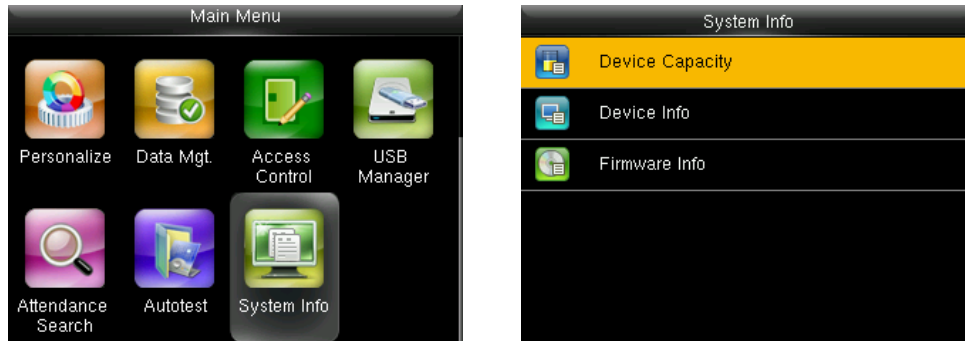 Main Menu
Personalize
Data Mgt.
Access
Control
USB
Manager
Attendance
Search
Autotest
System Info
System Info
Device Capacity
Device Info
Firmware Info